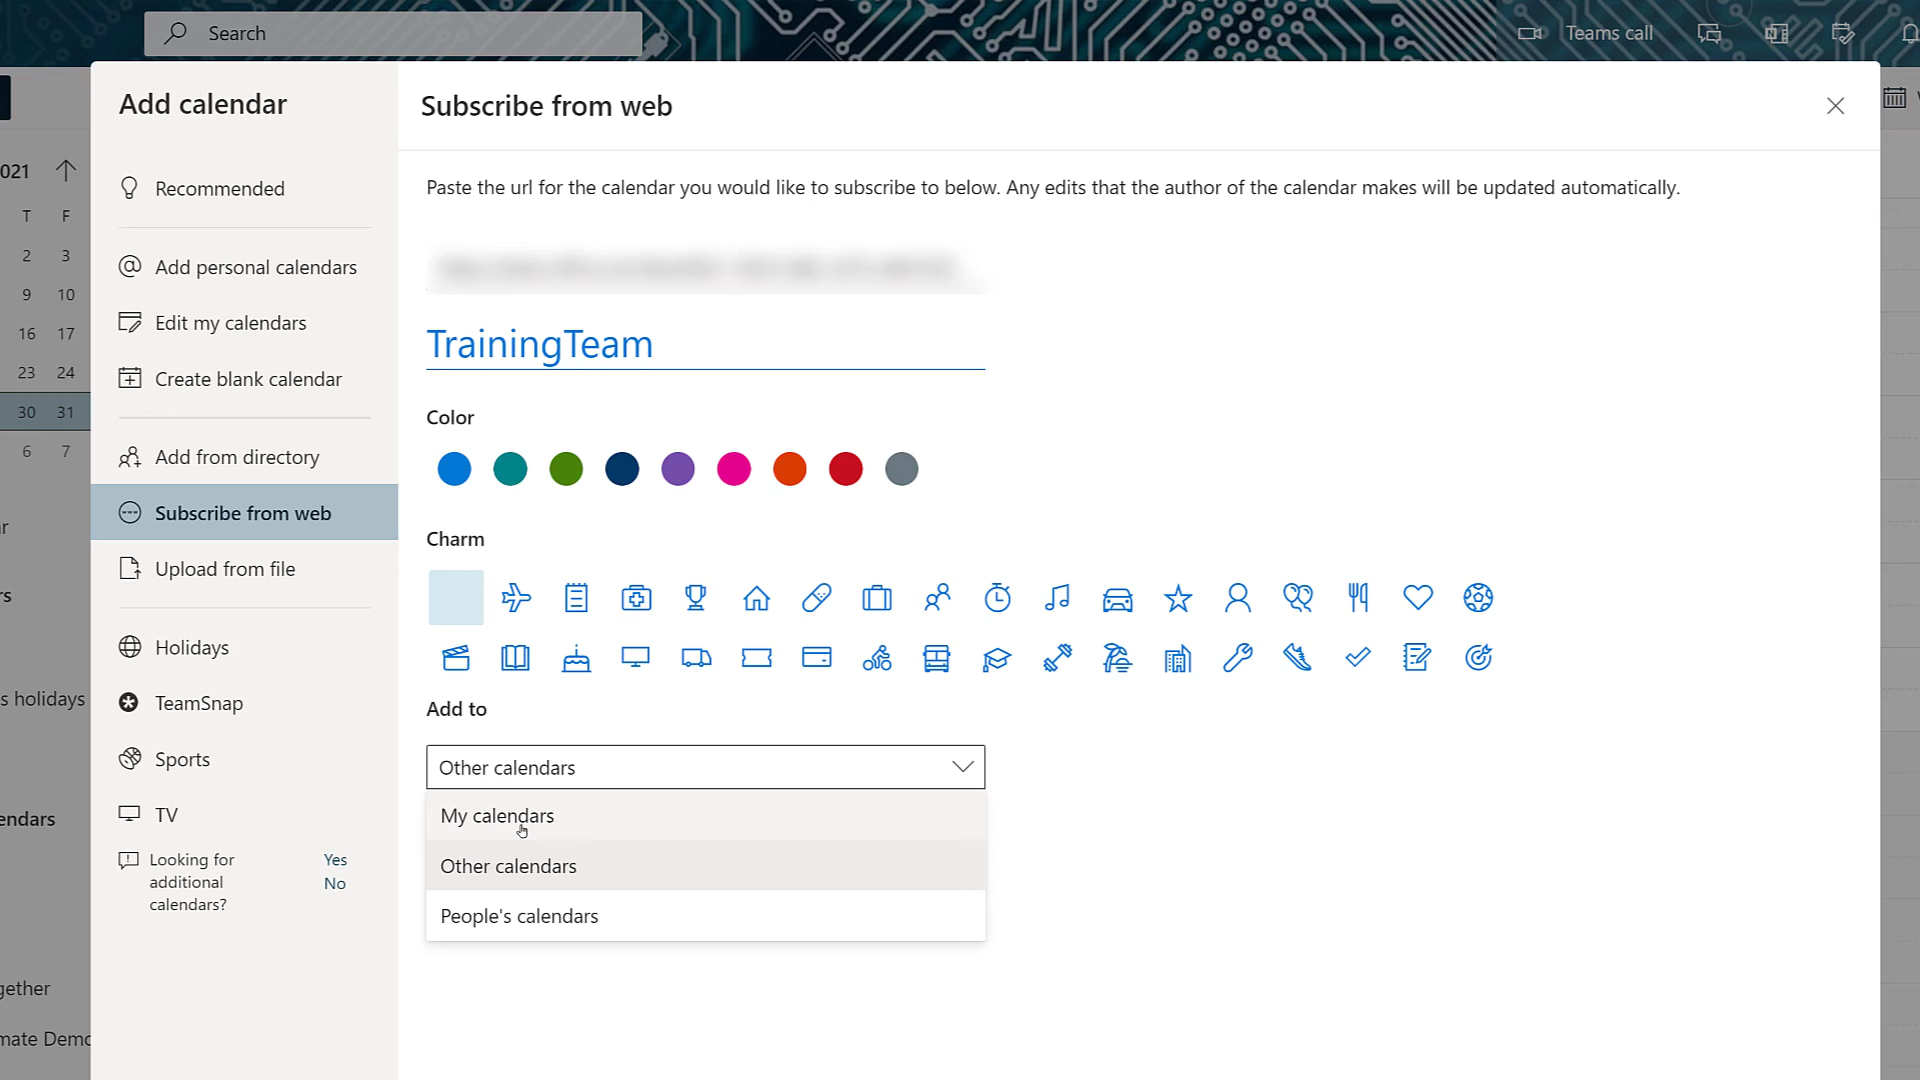 Search
Teams call
Add calendar
Recommended
Add personal calendars
Edit my calendars
Create blank calendar
Add from directory
Subscribe from web
Upload from file
Holidays
TeamSnap
Sports
TV
Looking for
additional
calendars?
Yes
No
Subscribe from web
Paste the url for the calendar you would like to subscribe to below. Any edits that the author of the calendar makes will be updated automatically.
TrainingTeam
Color
Charm
Add to
Other calendars
My calendars
Other calendars
People's calendars
021
T F
2 3
9 10
16 17
23 24
30 31
6 7
r
rs
s holidays
endars
gether
mate Demo